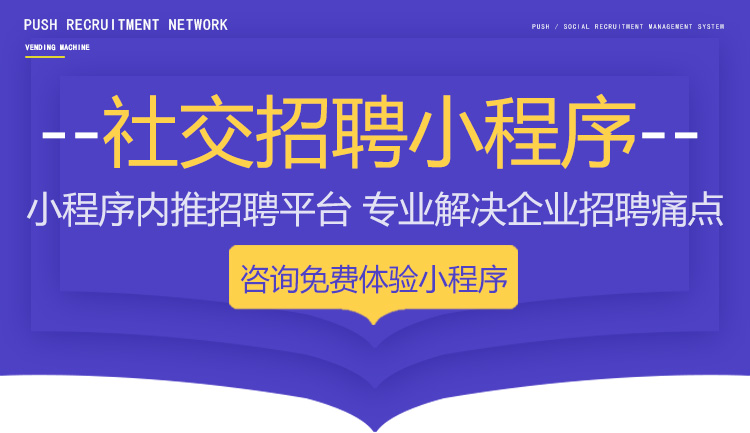 PUSH RECRUITMENT NETWORK
PUSH / SOCIAL RECRUITMENT MANAGEMENT SYSTEM
VENDING MACHINE
--社交招聘小程序--
小程序内推招聘平台 专业解决企业招聘痛点
咨询免费体验小程序